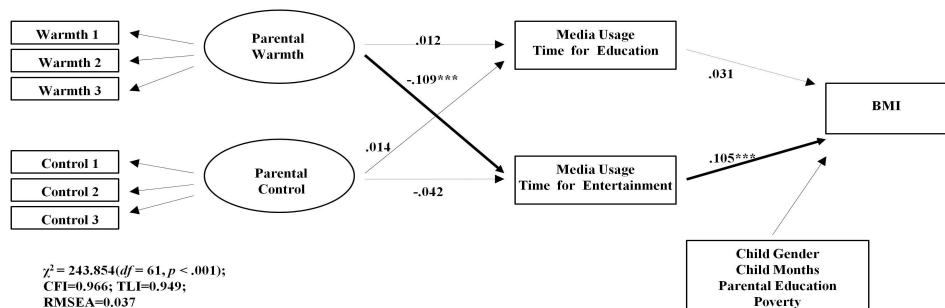 Warmth 1
Warmth 2
Warmth 3
Parental
Warmth
.012
Media Usage
Time for Education
-.109***
.031
BMI
Control 1
Control 2
Control 3
Parental
Control
.014
-.042
Media Usage
Time for Entertainment
.105***
Child Gender
Child Months
Parental Education
Poverty
χ² = 243.854(df = 61, p < .001);
CFI=0.966; TLI=0.949;
RMSEA=0.037